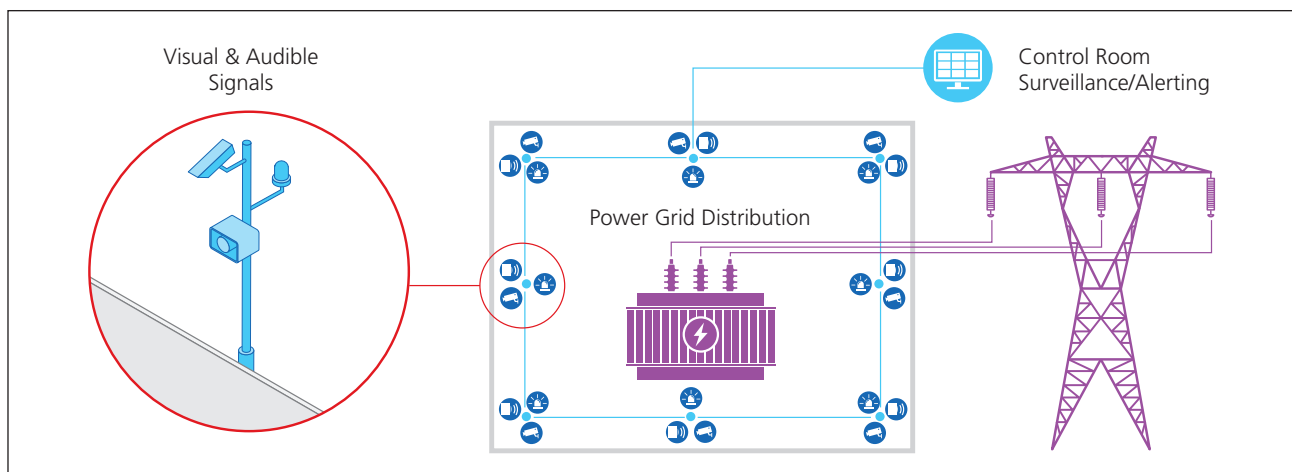 Visual & Audible
Signals
Control Room
Surveillance/Alerting
Power Grid Distribution